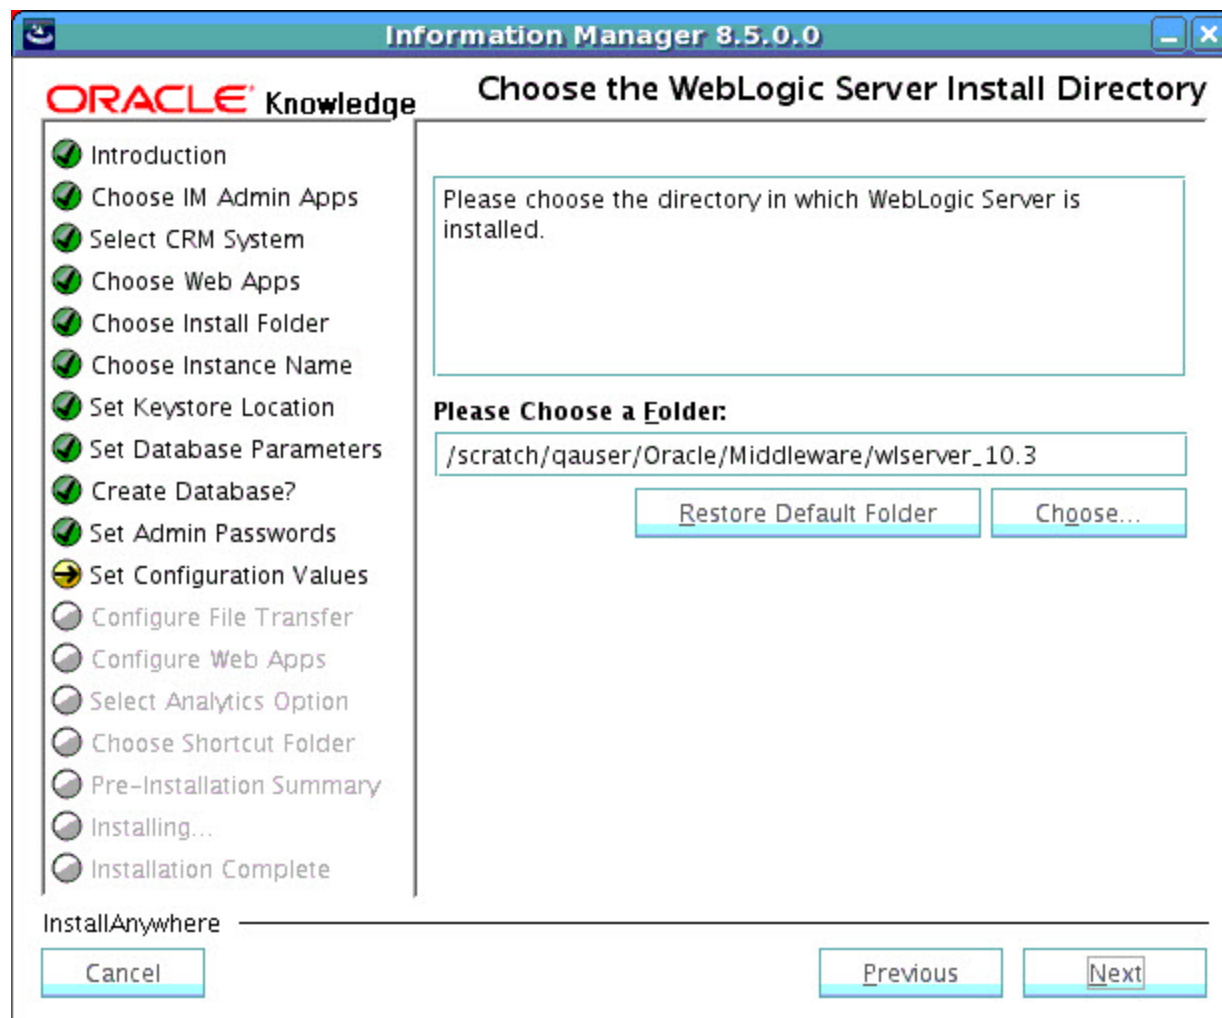 Information Manager 8.5.0.0
ORACLE Knowledge
Choose the WebLogic Server Install Directory
Introduction
Choose IM Admin Apps
Select CRM System
Choose Web Apps
Choose Install Folder
Choose Instance Name
Set Keystore Location
Set Database Parameters
Create Database?
Set Admin Passwords
Set Configuration Values
Configure File Transfer
Configure Web Apps
Select Analytics Option
Choose Shortcut Folder
Pre-Installation Summary
Installing...
Installation Complete
Please choose the directory in which WebLogic Server is
installed.
Please Choose a Folder:
/scratch/qauser/Oracle/Middleware/wlserver_10.3
Restore Default Folder
Choose...
InstallAnywhere
Cancel
Previous
Next